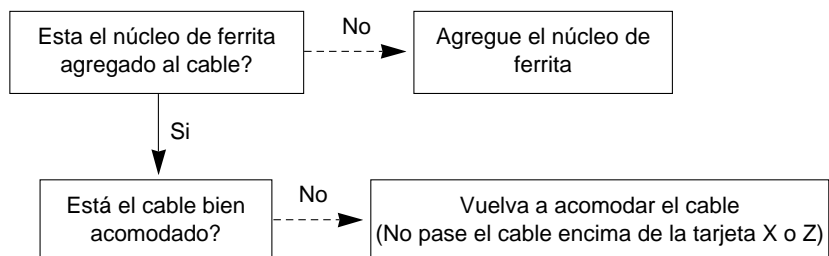 Esta el núcleo de ferrita
agregado al cable?
No
Agregue el núcleo de
ferrita
Si
Está el cable bien
acomodado?
No
Vuelva a acomodar el cable
(No pase el cable encima de la tarjeta X o Z)